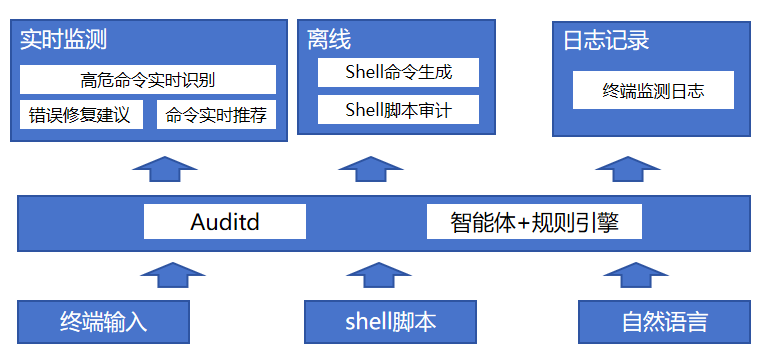 实时监测
高危命令实时识别
错误修复建议
命令实时推荐
离线
Shell命令生成
Shell脚本审计
日志记录
终端监测日志
Auditd
智能体+规则引擎
终端输入
shell脚本
自然语言